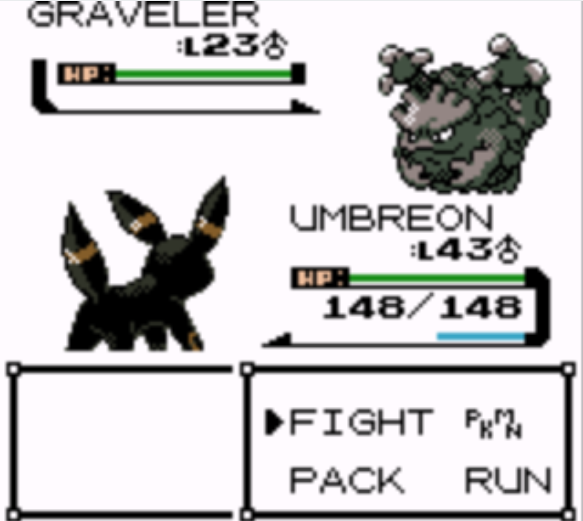 GRAVELER
:L23♂
HP:
UMBREON
:L43♂
HP:
148/148
▶FIGHT PKMN
PACK RUN